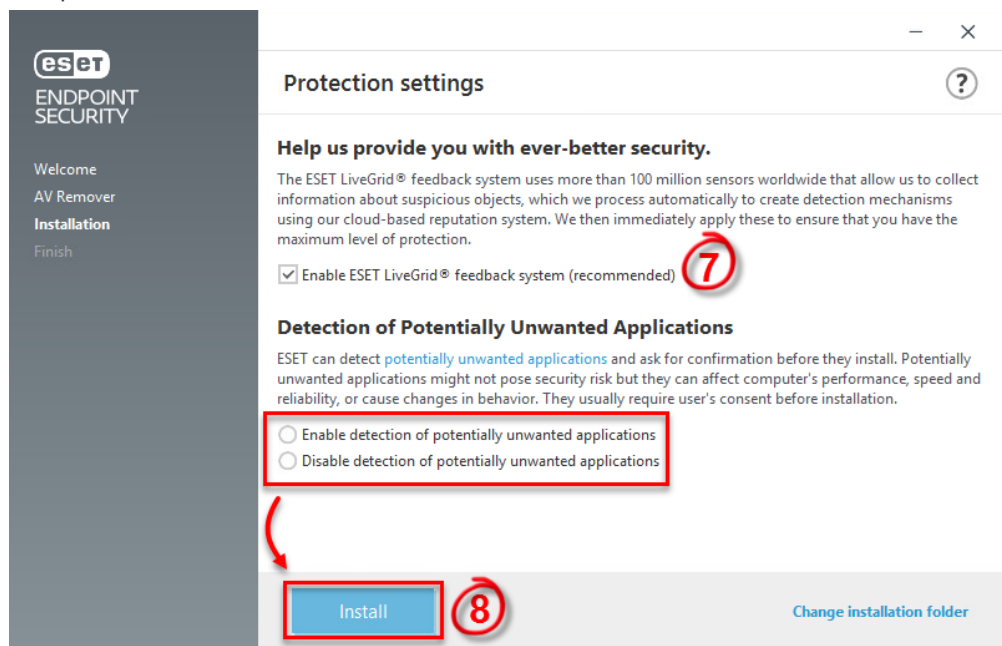 eset
ENDPOINT
SECURITY
Welcome
AV Remover
Installation
Finish
Protection settings
?
Help us provide you with ever-better security.
The ESET LiveGrid® feedback system uses more than 100 million sensors worldwide that allow us to collect
information about suspicious objects, which we process automatically to create detection mechanisms
using our cloud-based reputation system. We then immediately apply these to ensure that you have the
maximum level of protection.
Enable ESET LiveGrid® feedback system (recommended)
7
Detection of Potentially Unwanted Applications
ESET can detect potentially unwanted applications and ask for confirmation before they install. Potentially
unwanted applications might not pose security risk but they can affect computer's performance, speed and
reliability, or cause changes in behavior. They usually require user's consent before installation.
Enable detection of potentially unwanted applications
Disable detection of potentially unwanted applications
Install
8
Change installation folder